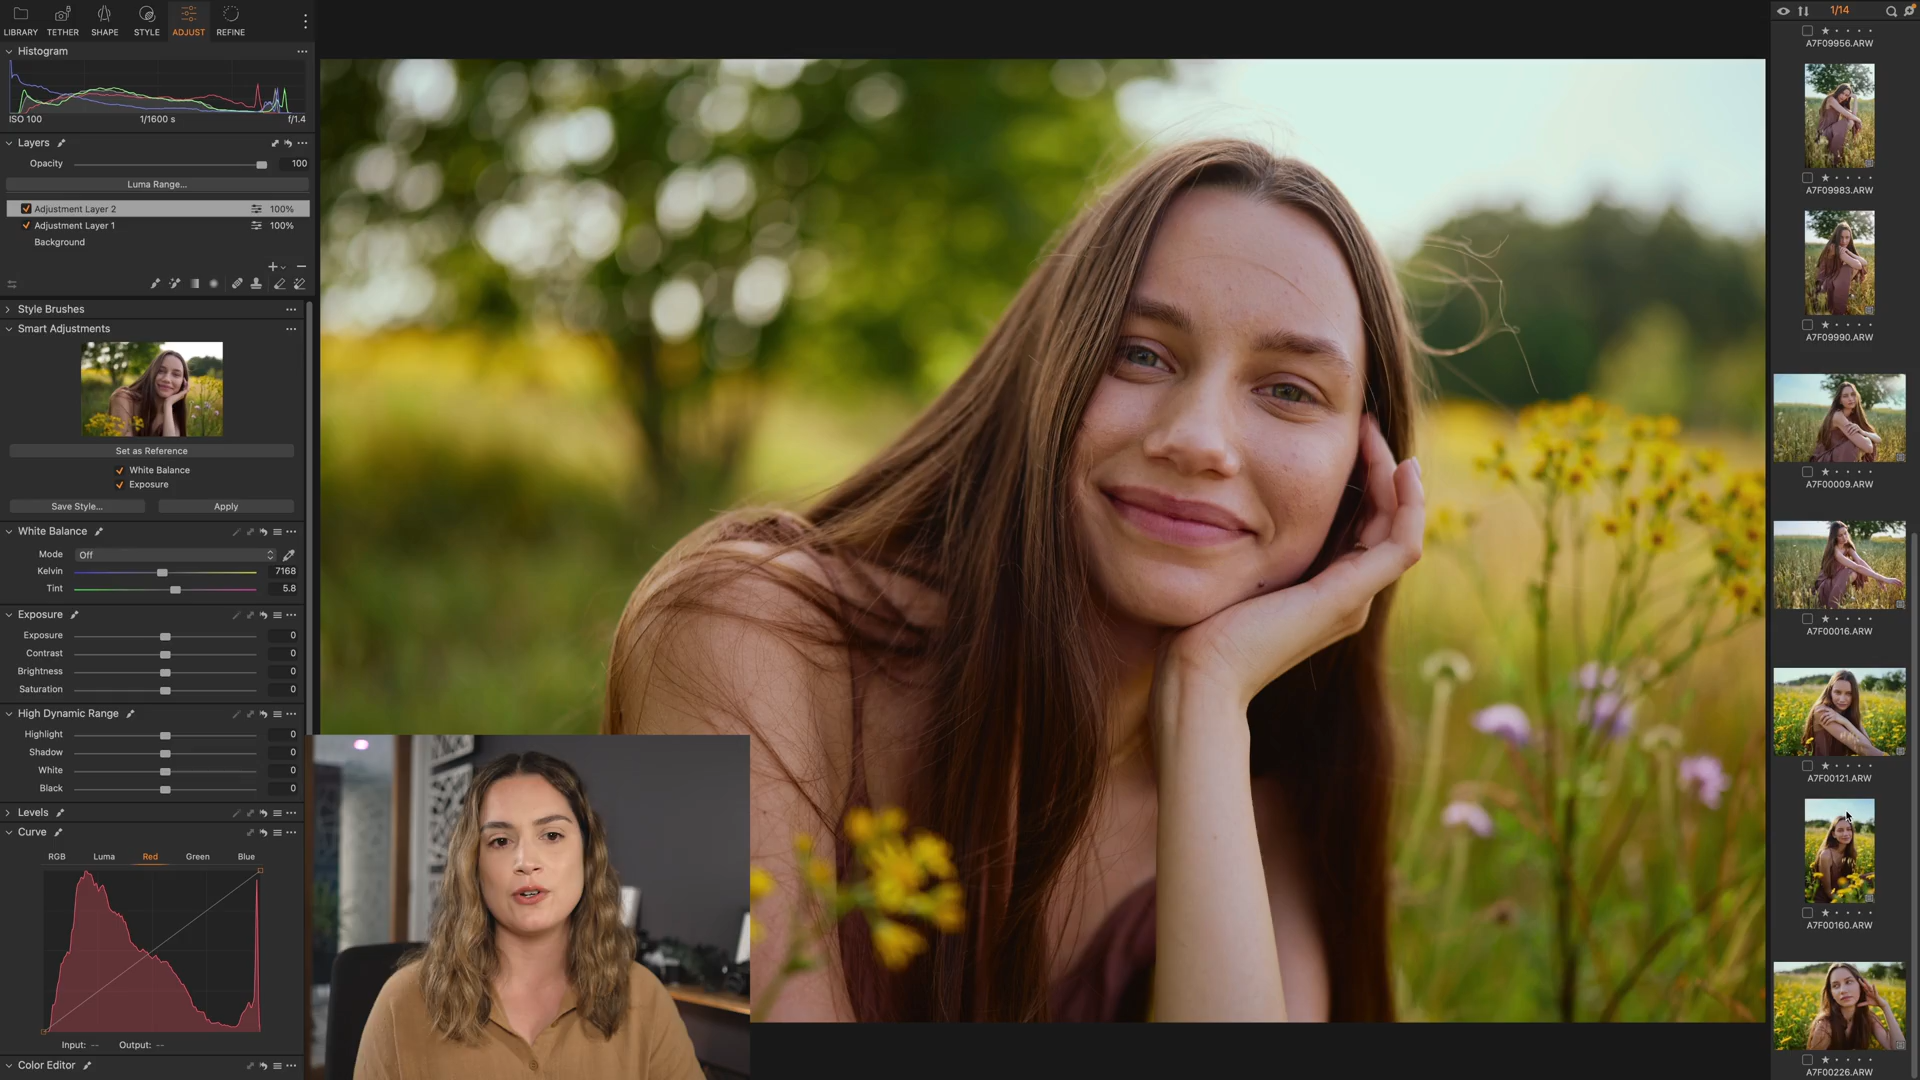 LIBRARY TETHER SHAPE STYLE ADJUST REFINE
Histogram
ISO 100 1/1600 s f/1.4
Layers
Opacity 100
Luma Range...
Adjustment Layer 2 100%
Adjustment Layer 1 100%
Background
Style Brushes
Smart Adjustments
Set as Reference
White Balance
Exposure
Save Style... Apply
White Balance
Mode Off
Kelvin 7168
Tint 5.8
Exposure
Exposure 0
Contrast 0
Brightness 0
Saturation 0
High Dynamic Range
Highlight 0
Shadow 0
White 0
Black 0
Levels
Curve
RGB Luma Red Green Blue
Input: -- Output: --
Color Editor
1/14
A7F09956.ARW
A7F09983.ARW
A7F09990.ARW
A7F00009.ARW
A7F00016.ARW
A7F00121.ARW
A7F00160.ARW
A7F00226.ARW